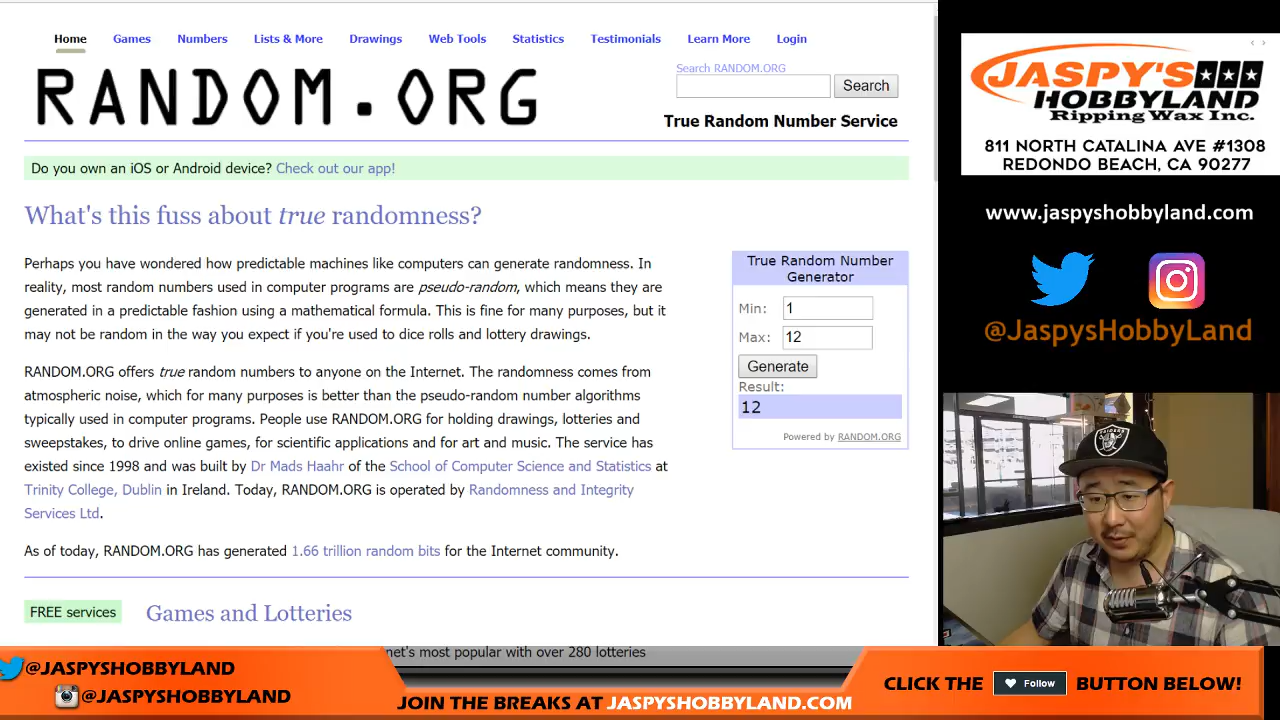 Home Games Numbers Lists & More Drawings Web Tools Statistics Testimonials Learn More Login
RANDOM.ORG
Search RANDOM.ORG
Search
True Random Number Service
Do you own an iOS or Android device? Check out our app!
What's this fuss about true randomness?
Perhaps you have wondered how predictable machines like computers can generate randomness. In
reality, most random numbers used in computer programs are pseudo-random, which means they are
generated in a predictable fashion using a mathematical formula. This is fine for many purposes, but it
may not be random in the way you expect if you're used to dice rolls and lottery drawings.
RANDOM.ORG offers true random numbers to anyone on the Internet. The randomness comes from
atmospheric noise, which for many purposes is better than the pseudo-random number algorithms
typically used in computer programs. People use RANDOM.ORG for holding drawings, lotteries and
sweepstakes, to drive online games, for scientific applications and for art and music. The service has
existed since 1998 and was built by Dr Mads Haahr of the School of Computer Science and Statistics at
Trinity College, Dublin in Ireland. Today, RANDOM.ORG is operated by Randomness and Integrity
Services Ltd.
As of today, RANDOM.ORG has generated 1.66 trillion random bits for the Internet community.
True Random Number
Generator
Min: 1
Max: 12
Generate
Result:
12
Powered by RANDOM.ORG
FREE services
Games and Lotteries
net's most popular with over 280 lotteries
JASPY'S
HOBBYLAND
Ripping Wax Inc.
811 NORTH CATALINA AVE #1308
REDONDO BEACH, CA 90277
www.jaspyshobbyland.com
@JaspysHobbyLand
RAIDERS
@JASPYSHOBBYLAND
@JASPYSHOBBYLAND
JOIN THE BREAKS AT JASPYSHOBBYLAND.COM
CLICK THE Follow BUTTON BELOW!